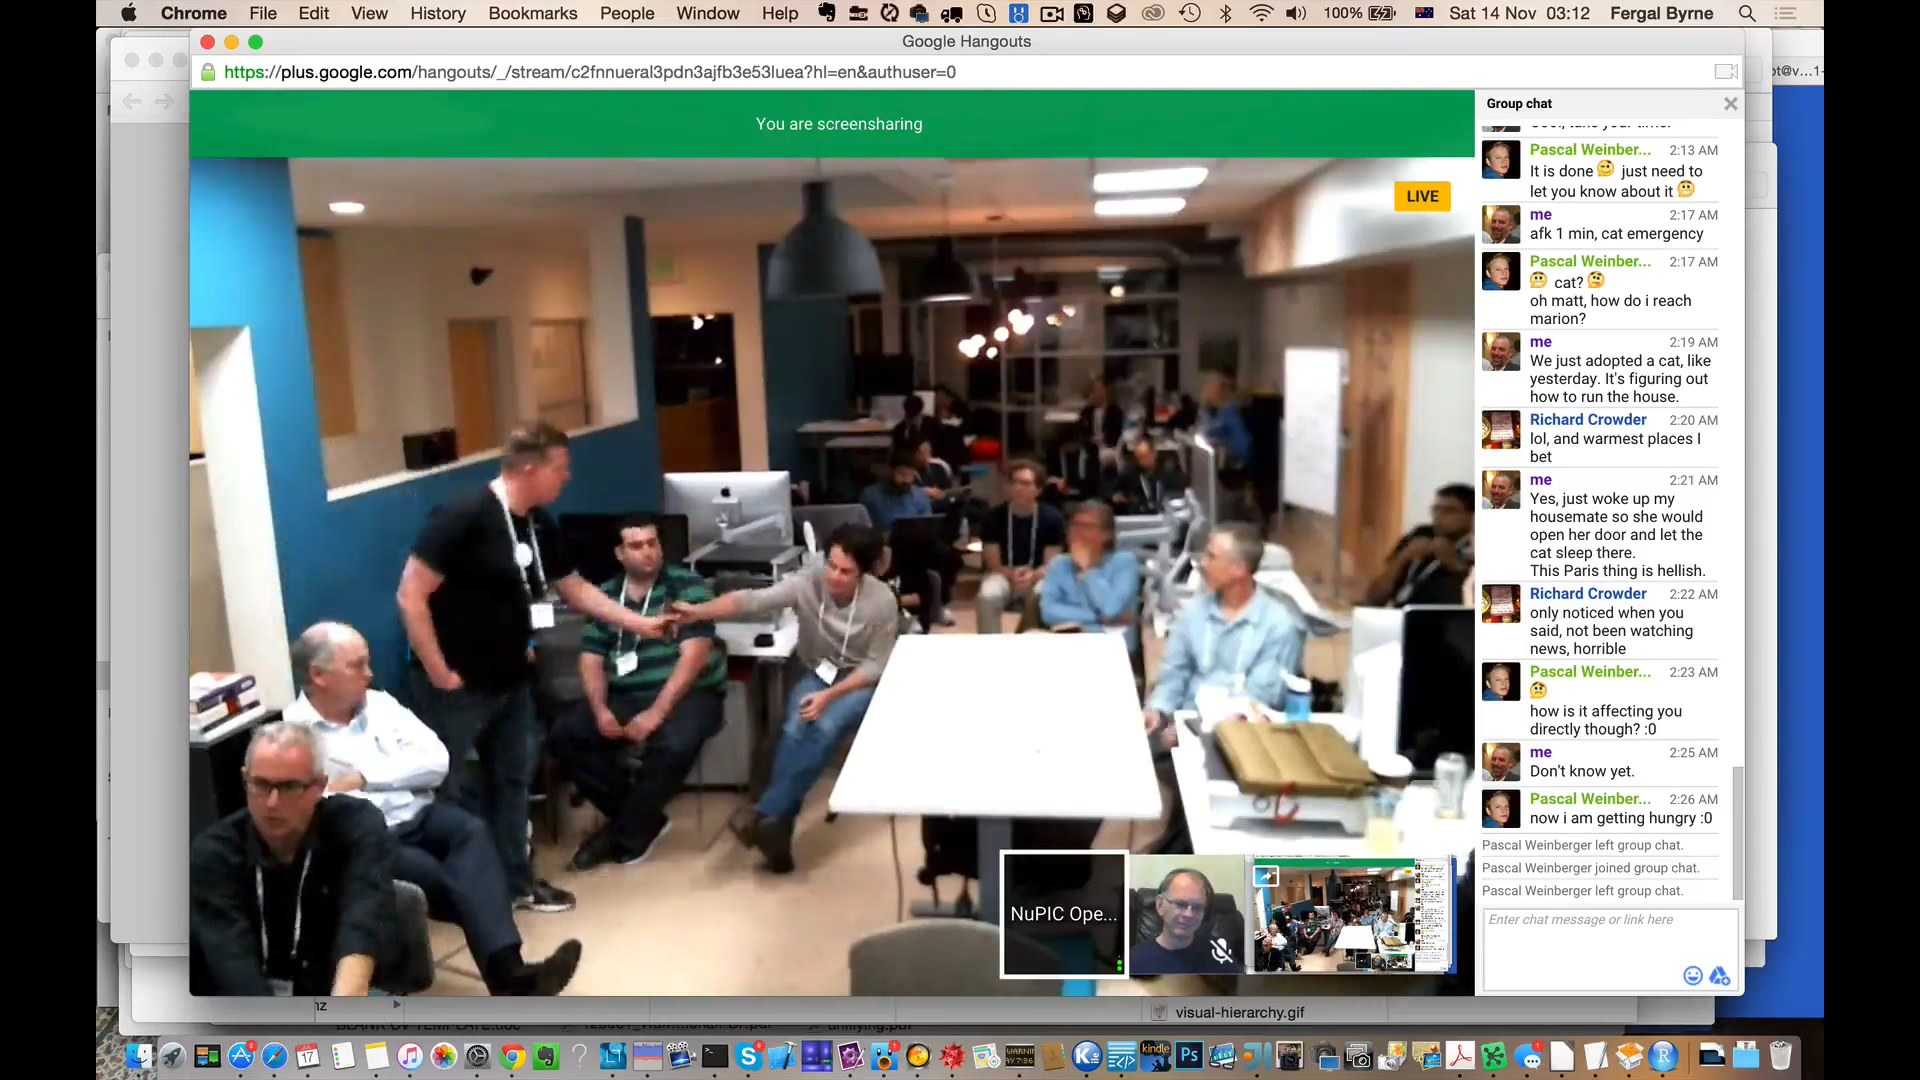 Chrome File Edit View History Bookmarks People Window Help 100% Sat 14 Nov 03:12 Fergal Byrne
Google Hangouts
https://plus.google.com/hangouts/_/stream/c2fnnueral3pdn3ajfb3e53luea?hl=en&authuser=0
You are screensharing
LIVE
Group chat
Pascal Weinber... 2:13 AM
It is done just need to
let you know about it
me 2:17 AM
afk 1 min, cat emergency
Pascal Weinber... 2:17 AM
cat?
oh matt, how do i reach
marion?
me 2:19 AM
We just adopted a cat, like
yesterday. It's figuring out
how to run the house.
Richard Crowder 2:20 AM
lol, and warmest places I
bet
me 2:21 AM
Yes, just woke up my
housemate so she would
open her door and let the
cat sleep there.
This Paris thing is hellish.
Richard Crowder 2:22 AM
only noticed when you
said, not been watching
news, horrible
Pascal Weinber... 2:23 AM
how is it affecting you
directly though? :0
me 2:25 AM
Don't know yet.
Pascal Weinber... 2:26 AM
now i am getting hungry :0
Pascal Weinberger left group chat.
Pascal Weinberger joined group chat.
Pascal Weinberger left group chat.
Enter chat message or link here
NuPIC Ope...
visual-hierarchy.gif